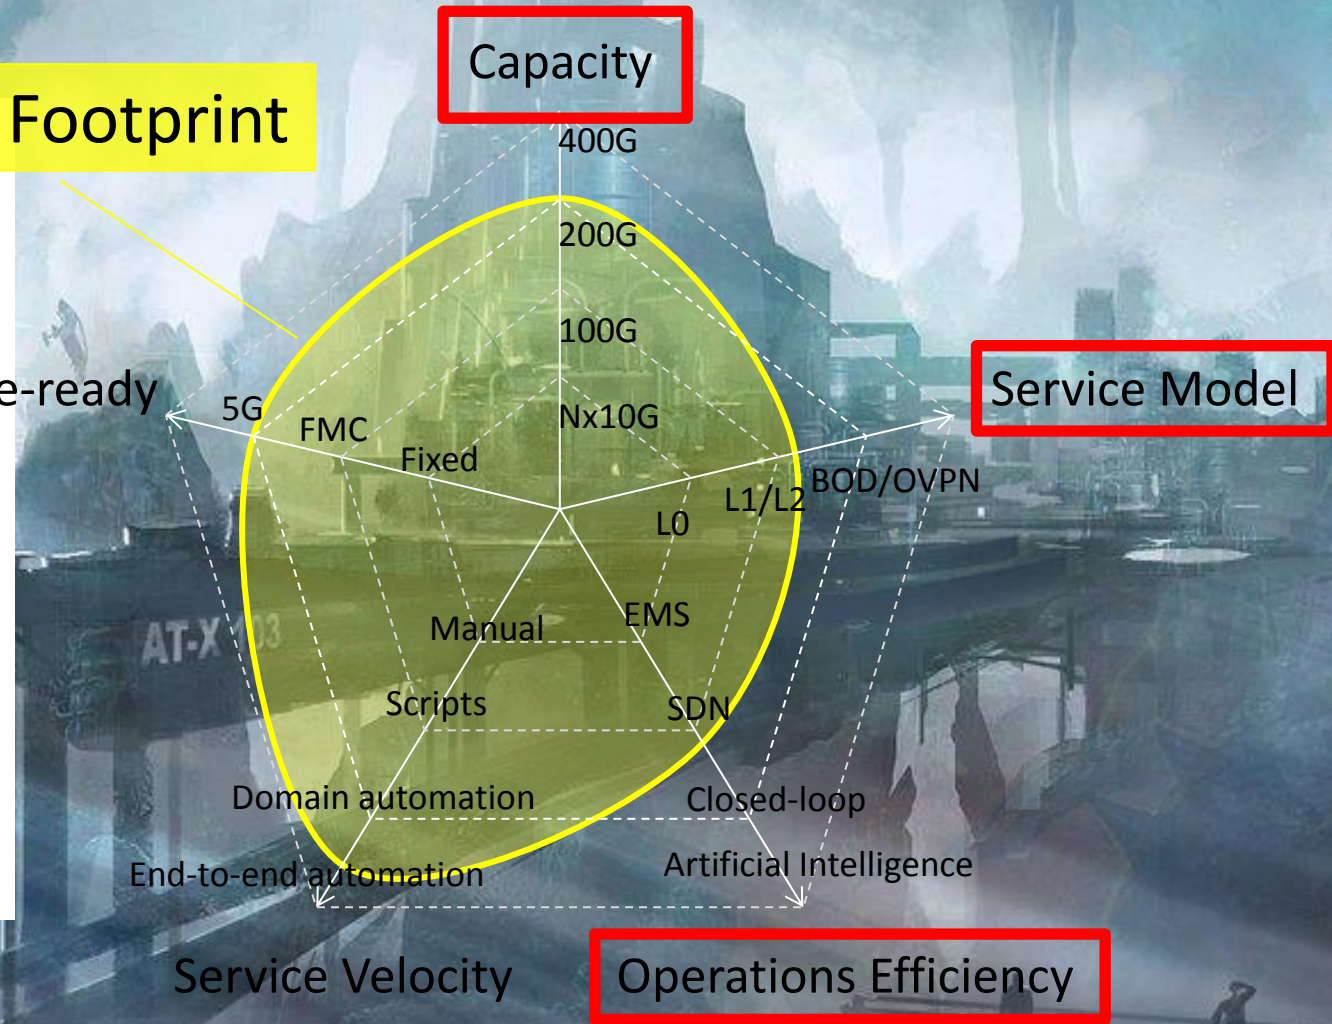 Capacity
Footprint
400G
200G
100G
Nx10G
e-ready
5G
FMC
Fixed
Service Model
BOD/OVPN
L1/L2
L0
Manual
EMS
AT-X 103
Scripts
SDN
Domain automation
Closed-loop
End-to-end automation
Artificial Intelligence
Service Velocity
Operations Efficiency